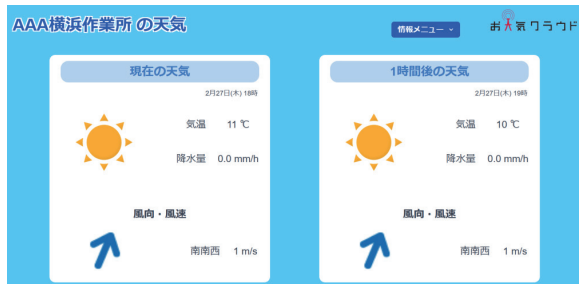 AAA横浜作業所 の天気
情報メニュー
お天気クラウド
現在の天気
2月27日(木) 18時
気温 11 ℃
降水量 0.0 mm/h
風向・風速
南南西 1 m/s
1時間後の天気
2月27日(木) 19時
気温 10 ℃
降水量 0.0 mm/h
風向・風速
南南西 1 m/s